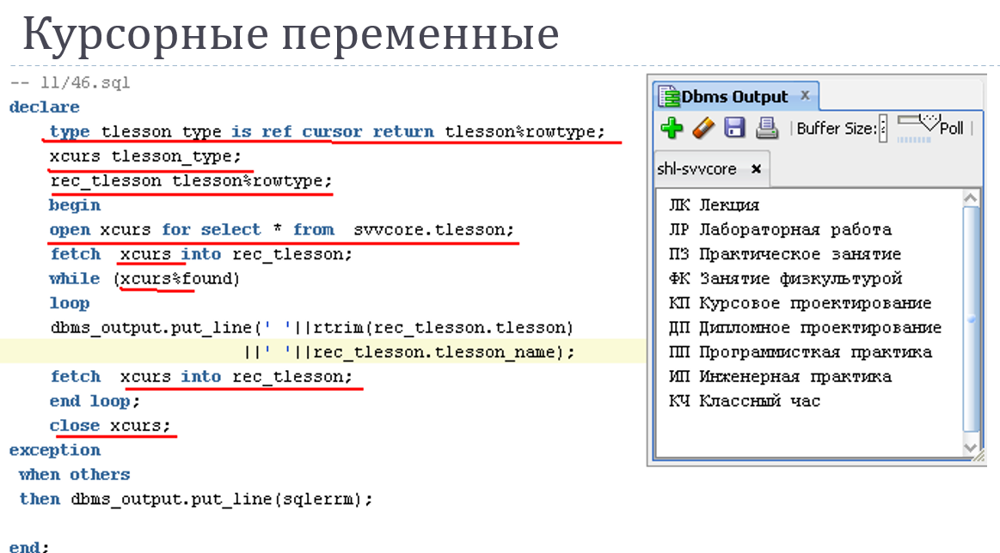 Курсорные переменные
-- ll/46.sql
declare
type tlesson_type is ref cursor return tlesson%rowtype;
xcurs tlesson_type;
rec_tlesson tlesson%rowtype;
begin
open xcurs for select * from svvcore.tlesson;
fetch xcurs into rec_tlesson;
while (xcurs%found)
loop
dbms_output.put_line(' '||rtrim(rec_tlesson.tlesson)
||' '||rec_tlesson.tlesson_name);
fetch xcurs into rec_tlesson;
end loop;
close xcurs;
exception
when others
then dbms_output.put_line(sqlerrm);
end;
Dbms Output x
Buffer Size: Poll
shl-svvcore x
ЛК Лекция
ЛР Лабораторная работа
ПЗ Практическое занятие
ФК Занятие физкультурой
КП Курсовое проектирование
ДП Дипломное проектирование
ПП Программисткая практика
ИП Инженерная практика
КЧ Классный час